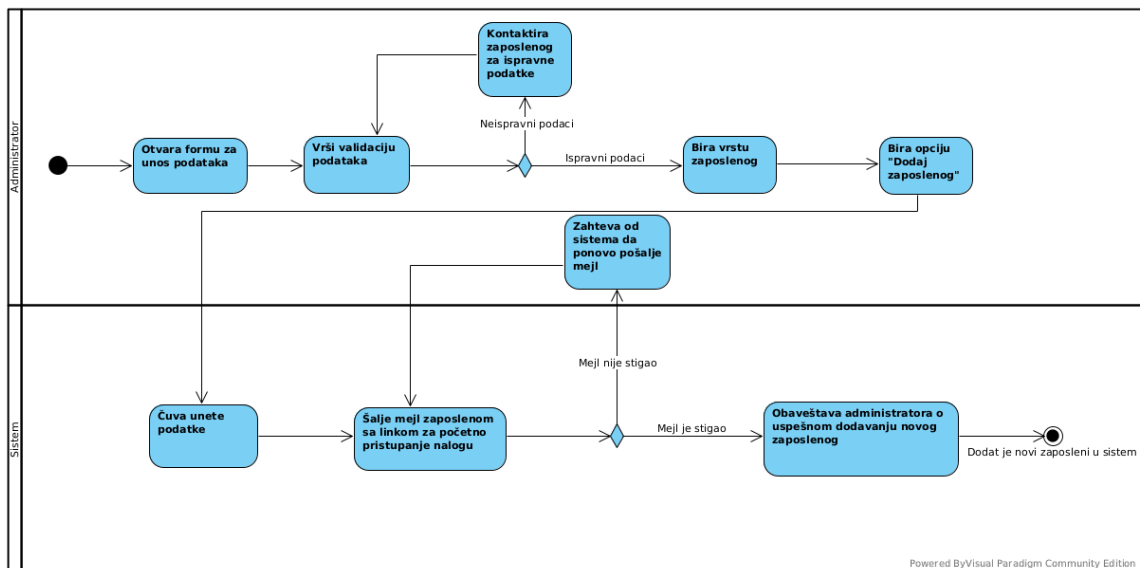 Administrator
Kontaktira
zaposlenog
za ispravne
podatke
Neispravni podaci
Otvara formu za
unos podataka
Vrši validaciju
podataka
Ispravni podaci
Bira vrstu
zaposlenog
Bira opciju
"Dodaj
zaposlenog"
Zahteva od
sistema da
ponovo pošalje
mejl
Sistem
Mejl nije stigao
Čuva unete
podatke
Šalje mejl zaposlenom
sa linkom za početno
pristupanje nalogu
Mejl je stigao
Obaveštava administratora o
uspešnom dodavanju novog
zaposlenog
Dodat je novi zaposleni u sistem
Powered ByVisual Paradigm Community Edition